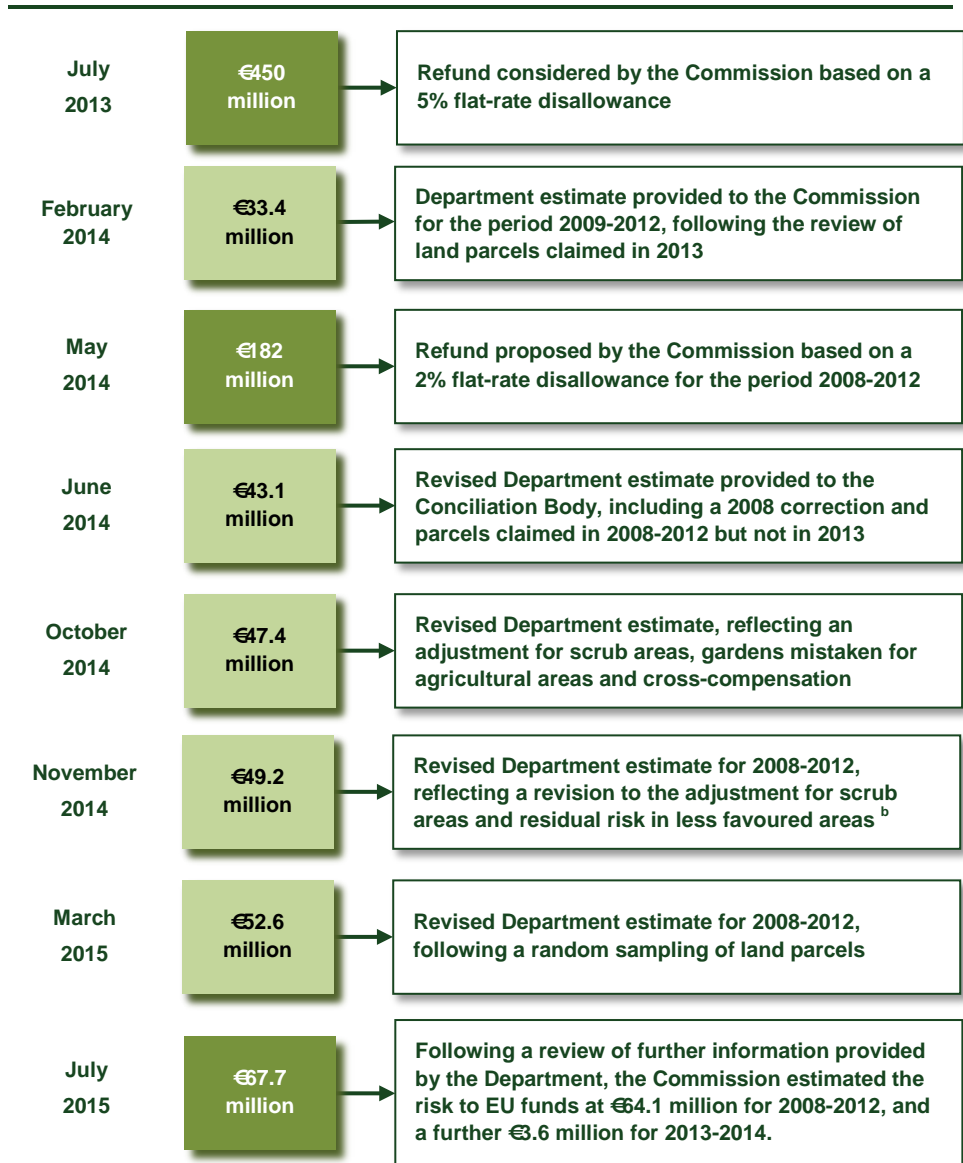 July
2013
€450
million
Refund considered by the Commission based on a
5% flat-rate disallowance
February
2014
€33.4
million
Department estimate provided to the Commission
for the period 2009-2012, following the review of
land parcels claimed in 2013
May
2014
€182
million
Refund proposed by the Commission based on a
2% flat-rate disallowance for the period 2008-2012
June
2014
€43.1
million
Revised Department estimate provided to the
Conciliation Body, including a 2008 correction and
parcels claimed in 2008-2012 but not in 2013
October
2014
€47.4
million
Revised Department estimate, reflecting an
adjustment for scrub areas, gardens mistaken for
agricultural areas and cross-compensation
November
2014
€49.2
million
Revised Department estimate for 2008-2012,
reflecting a revision to the adjustment for scrub
areas and residual risk in less favoured areas b
March
2015
€52.6
million
Revised Department estimate for 2008-2012,
following a random sampling of land parcels
July
2015
€67.7
million
Following a review of further information provided
by the Department, the Commission estimated the
risk to EU funds at €64.1 million for 2008-2012, and
a further €3.6 million for 2013-2014.